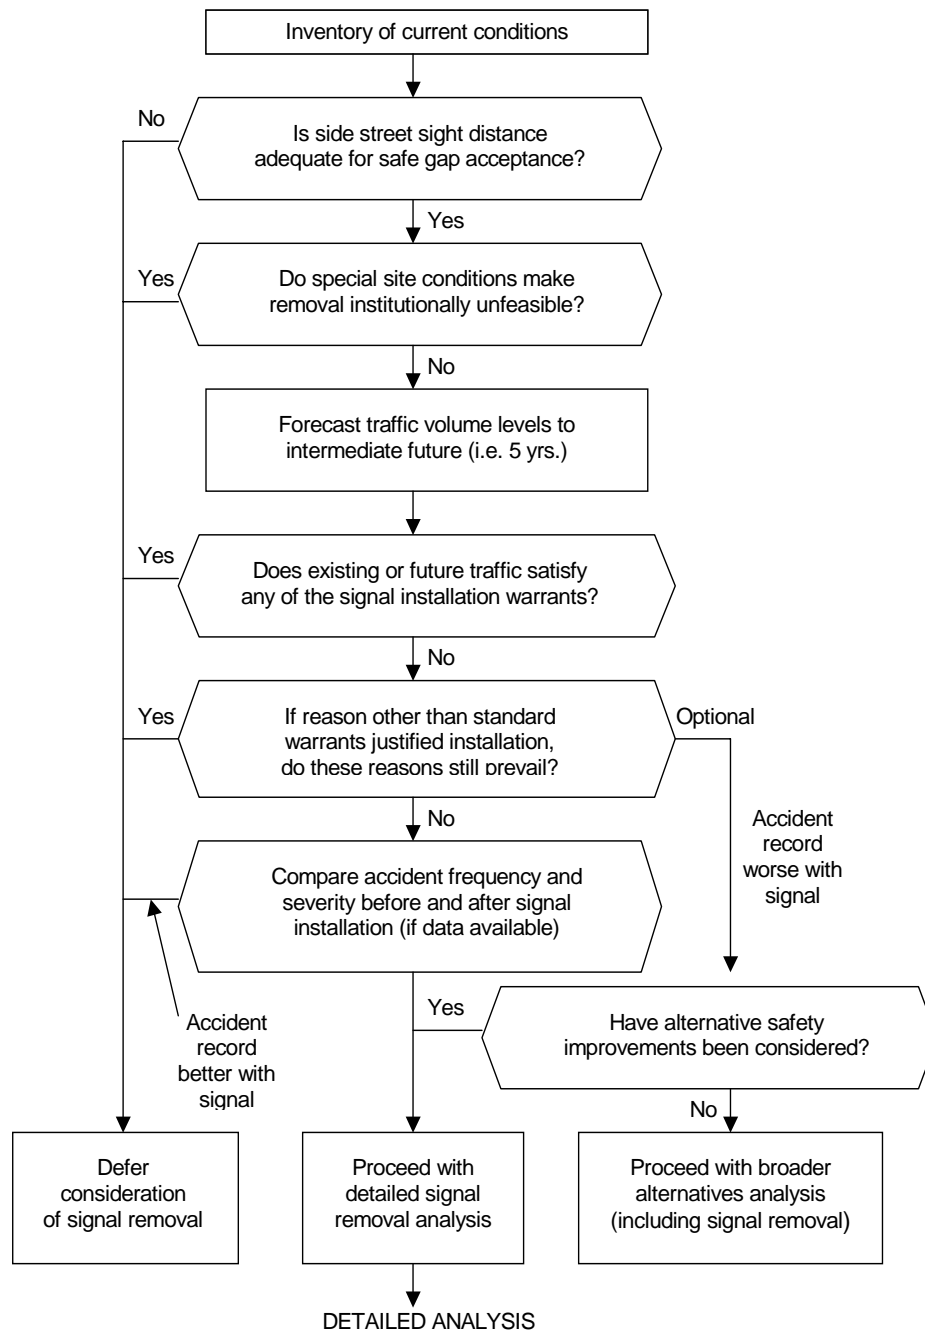 Inventory of current conditions
No
Is side street sight distance
adequate for safe gap acceptance?
Yes
Yes
Do special site conditions make
removal institutionally unfeasible?
No
Forecast traffic volume levels to
intermediate future (i.e. 5 yrs.)
Yes
Does existing or future traffic satisfy
any of the signal installation warrants?
No
Yes
If reason other than standard
warrants justified installation,
do these reasons still prevail?
Optional
No
Accident
record
worse with
signal
Compare accident frequency and
severity before and after signal
installation (if data available)
Accident
record
better with
signal
Yes
Have alternative safety
improvements been considered?
No
Defer
consideration
of signal removal
Proceed with
detailed signal
removal analysis
Proceed with broader
alternatives analysis
(including signal removal)
DETAILED ANALYSIS